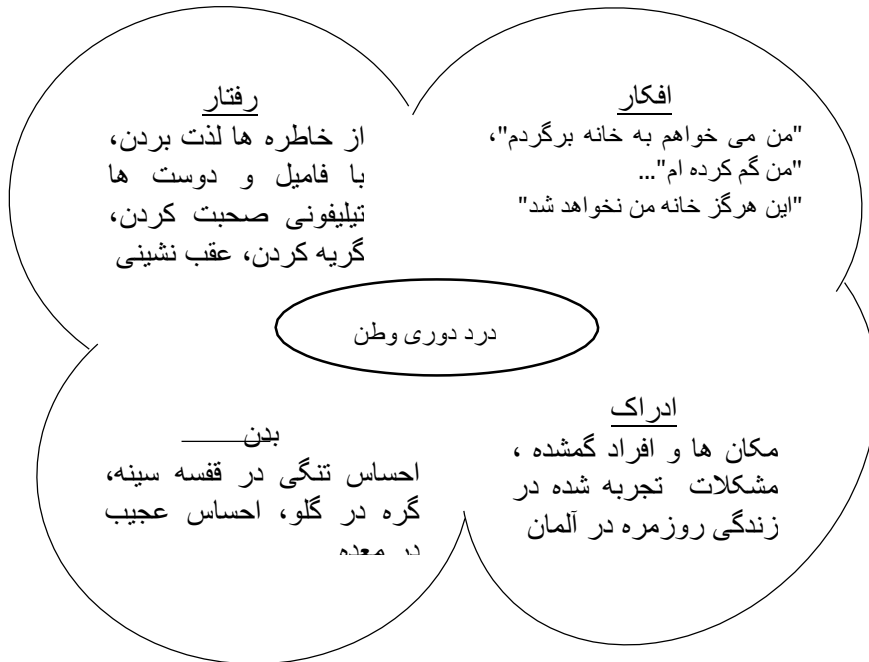 افکار
"من می خواهم به خانه برگردم"،
"من گم کرده ام"...
"این هرگز خانه من نخواهد شد"
رفتار
از خاطره ها لذت بردن،
با فامیل و دوست ها
تیلیفونی صحبت کردن،
گریه کردن، عقب نشینی
درد دوری وطن
ادراک
مکان ها و افراد گمشده ،
مشکلات تجربه شده در
زندگی روزمره در آلمان
بدن
احساس تنگی در قفسه سینه،
گره در گلو، احساس عجیب
در معده